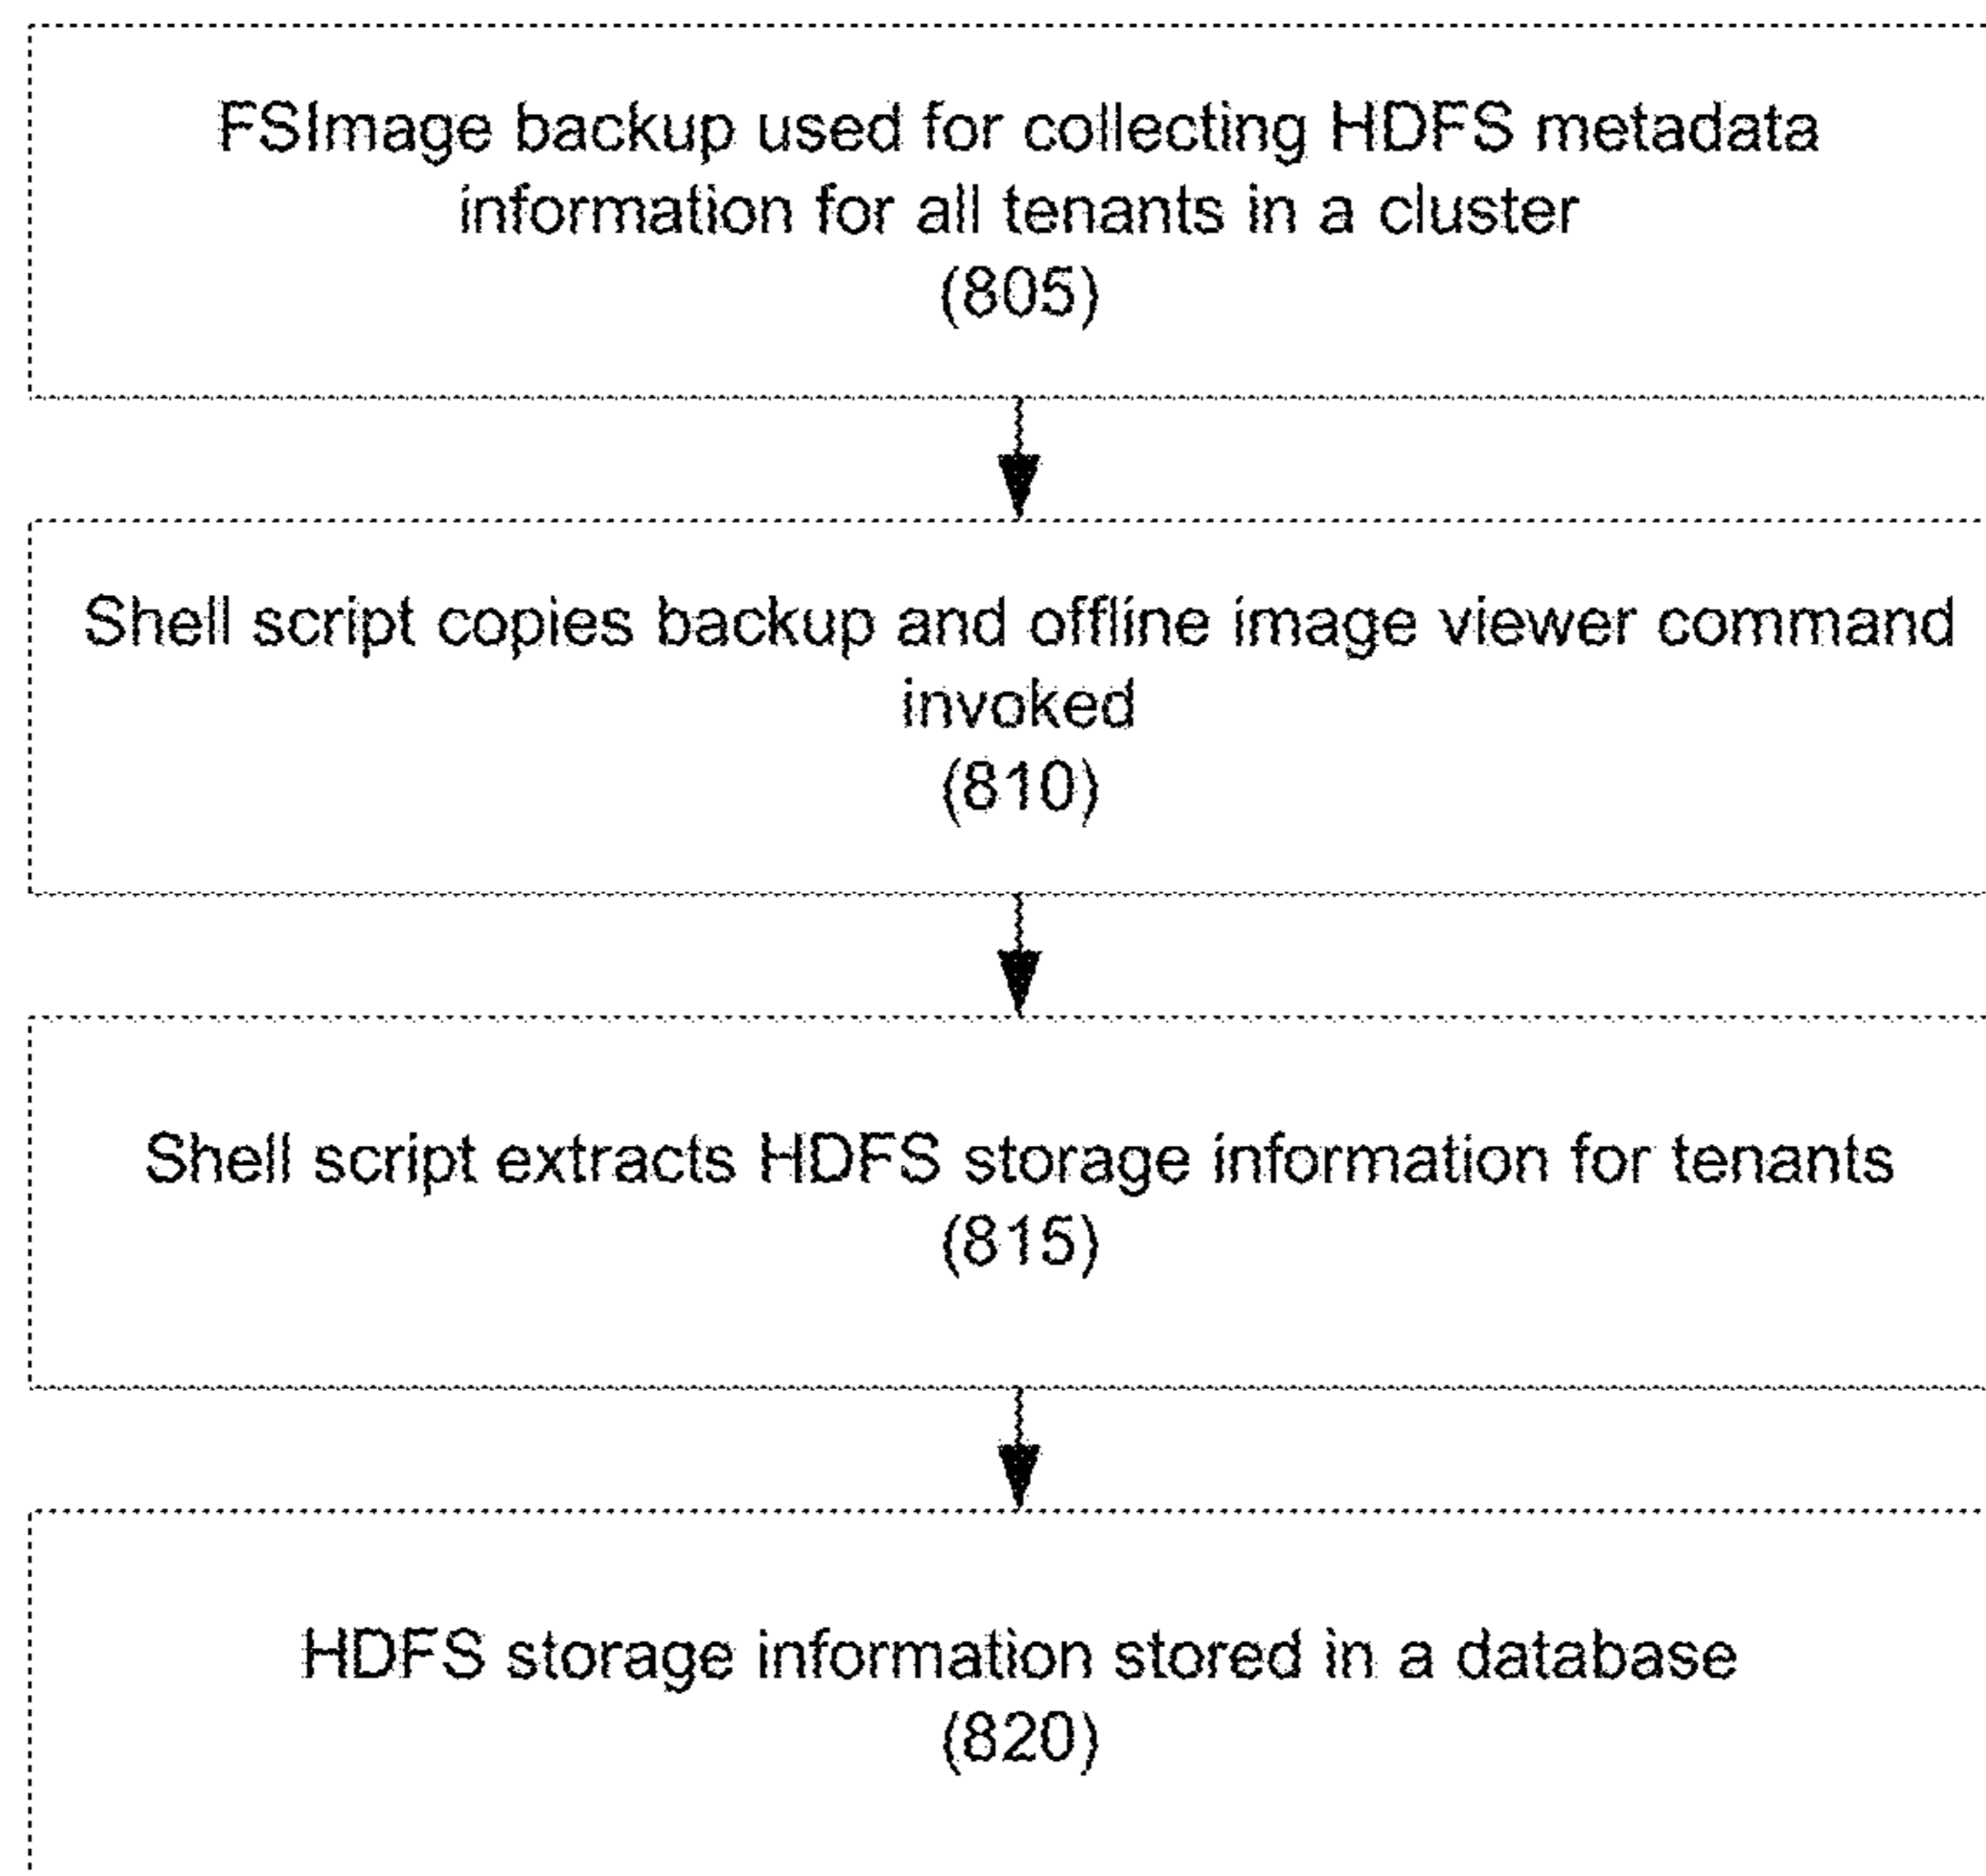 FSImage backup used for collecting HDFS metadata
information for all tenants in a cluster
(805)
Shell script copies backup and offline image viewer command
invoked
(810)
Shell script extracts HDFS storage information for tenants
(815)
HDFS storage information stored in a database
(820)